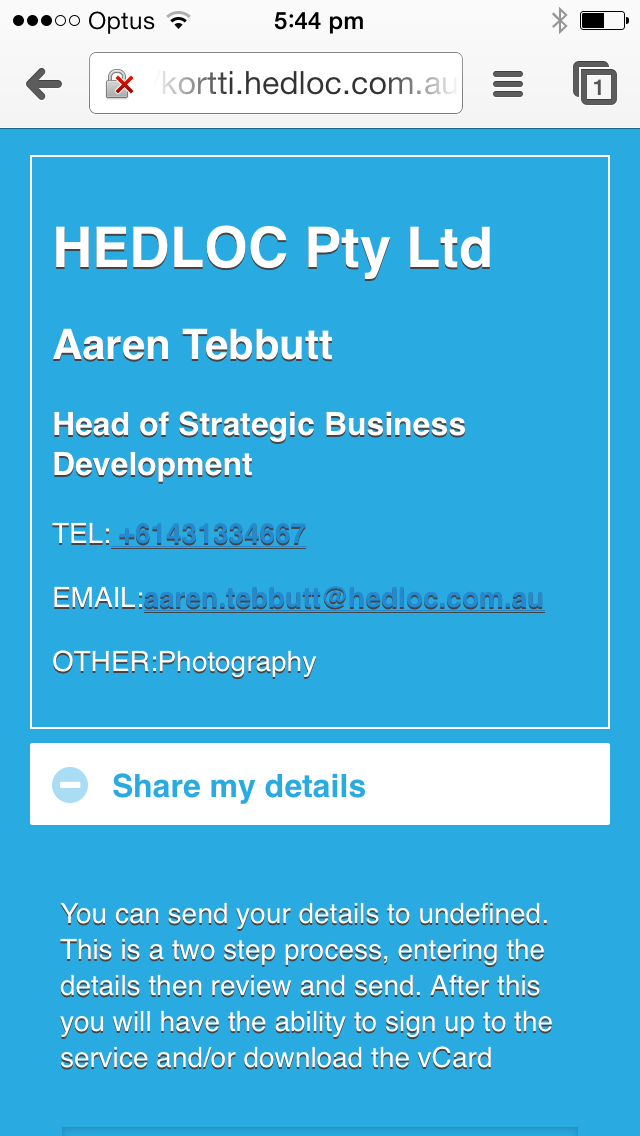 Optus 5:44 pm
kortti.hedloc.com.au 1
HEDLOC Pty Ltd
Aaren Tebbutt
Head of Strategic Business
Development
TEL: +61431334667
EMAIL:aaren.tebbutt@hedloc.com.au
OTHER:Photography
Share my details
You can send your details to undefined.
This is a two step process, entering the
details then review and send. After this
you will have the ability to sign up to the
service and/or download the vCard